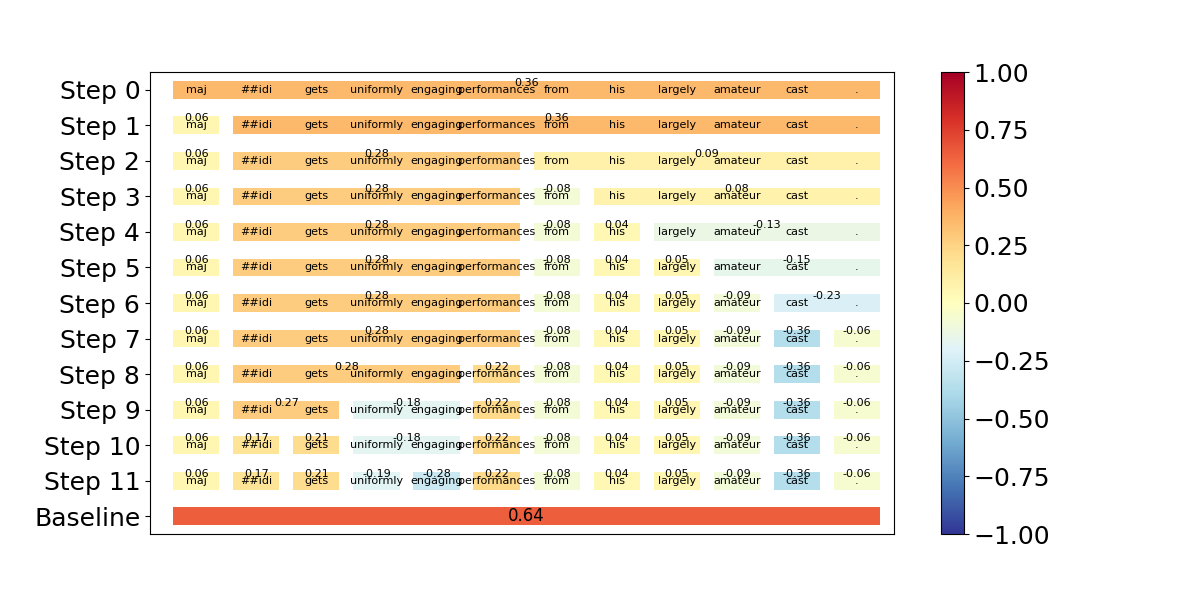 0.36
Step 0 maj ##idi gets uniformly engaging performances from his largely amateur cast .
0.06 0.36
Step 1 maj ##idi gets uniformly engaging performances from his largely amateur cast .
0.06 0.28 0.09
Step 2 maj ##idi gets uniformly engaging performances from his largely amateur cast .
0.06 0.28 -0.08 0.08
Step 3 maj ##idi gets uniformly engaging performances from his largely amateur cast .
0.06 0.28 -0.08 0.04 -0.13
Step 4 maj ##idi gets uniformly engaging performances from his largely amateur cast .
0.06 0.28 -0.08 0.04 0.05 -0.15
Step 5 maj ##idi gets uniformly engaging performances from his largely amateur cast .
0.06 0.28 -0.08 0.04 0.05 -0.09 -0.23
Step 6 maj ##idi gets uniformly engaging performances from his largely amateur cast .
0.06 0.28 -0.08 0.04 0.05 -0.09 -0.36 -0.06
Step 7 maj ##idi gets uniformly engaging performances from his largely amateur cast .
0.06 0.28 0.22 -0.08 0.04 0.05 -0.09 -0.36 -0.06
Step 8 maj ##idi gets uniformly engaging performances from his largely amateur cast .
0.06 0.27 -0.18 0.22 -0.08 0.04 0.05 -0.09 -0.36 -0.06
Step 9 maj ##idi gets uniformly engaging performances from his largely amateur cast .
0.06 0.17 0.21 -0.18 0.22 -0.08 0.04 0.05 -0.09 -0.36 -0.06
Step 10 maj ##idi gets uniformly engaging performances from his largely amateur cast .
0.06 0.17 0.21 -0.19 -0.28 0.22 -0.08 0.04 0.05 -0.09 -0.36 -0.06
Step 11 maj ##idi gets uniformly engaging performances from his largely amateur cast .
Baseline 0.64
1.00
0.75
0.50
0.25
0.00
−0.25
−0.50
−0.75
−1.00